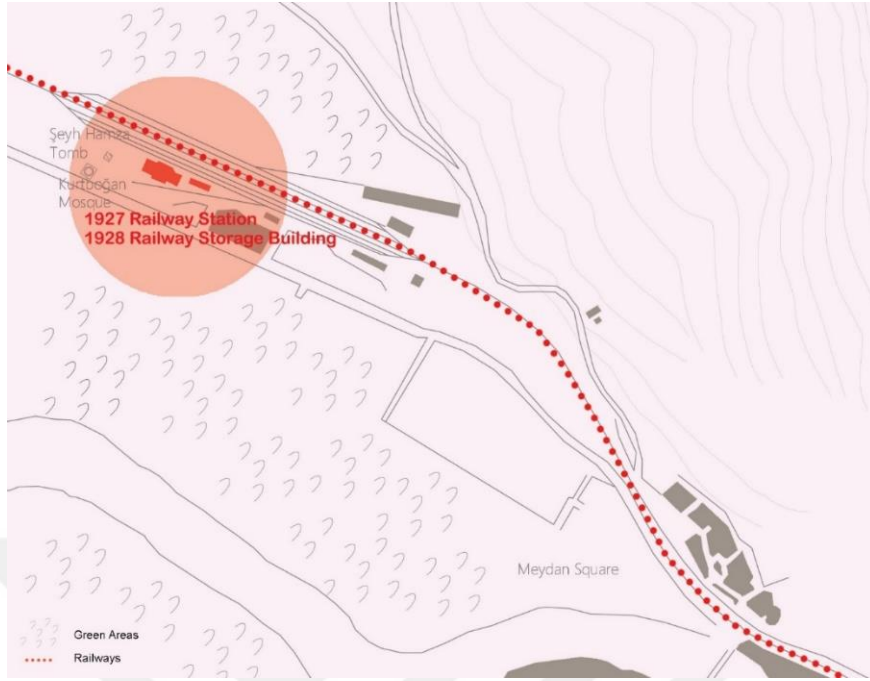 Şeyh Hamza
Tomb
Kurtboğan
Mosque
1927 Railway Station
1928 Railway Storage Building
Meydan Square
Green Areas
Railways